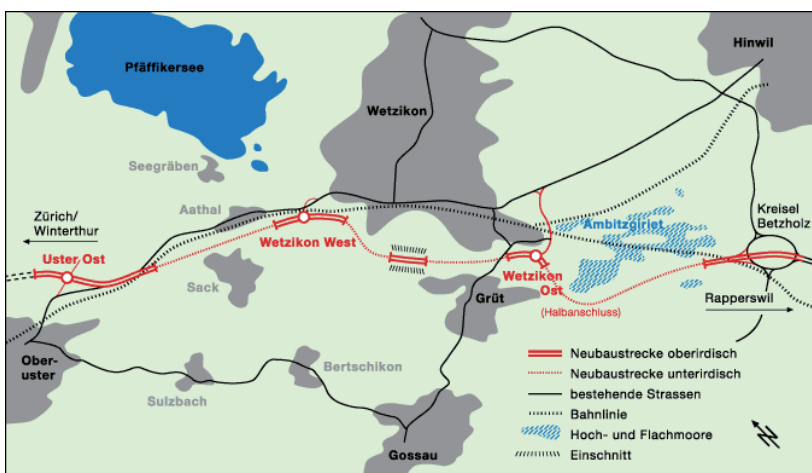 Hinwil
Pfäffikersee
Wetzikon
Seegräben
Zürich/
Winterthur
Aathal
Ambitzgiriet
Kreisel
Betzholz
Wetzikon West
Uster Ost
Wetzikon
Ost
Sack
Grüt
(Halbanschluss)
Rapperswil
Ober-
uster
Bertschikon
Sulzbach
Gossau
Neubaustrecke oberirdisch
Neubaustrecke unterirdisch
bestehende Strassen
Bahnlinie
Hoch- und Flachmoore
Einschnitt
N